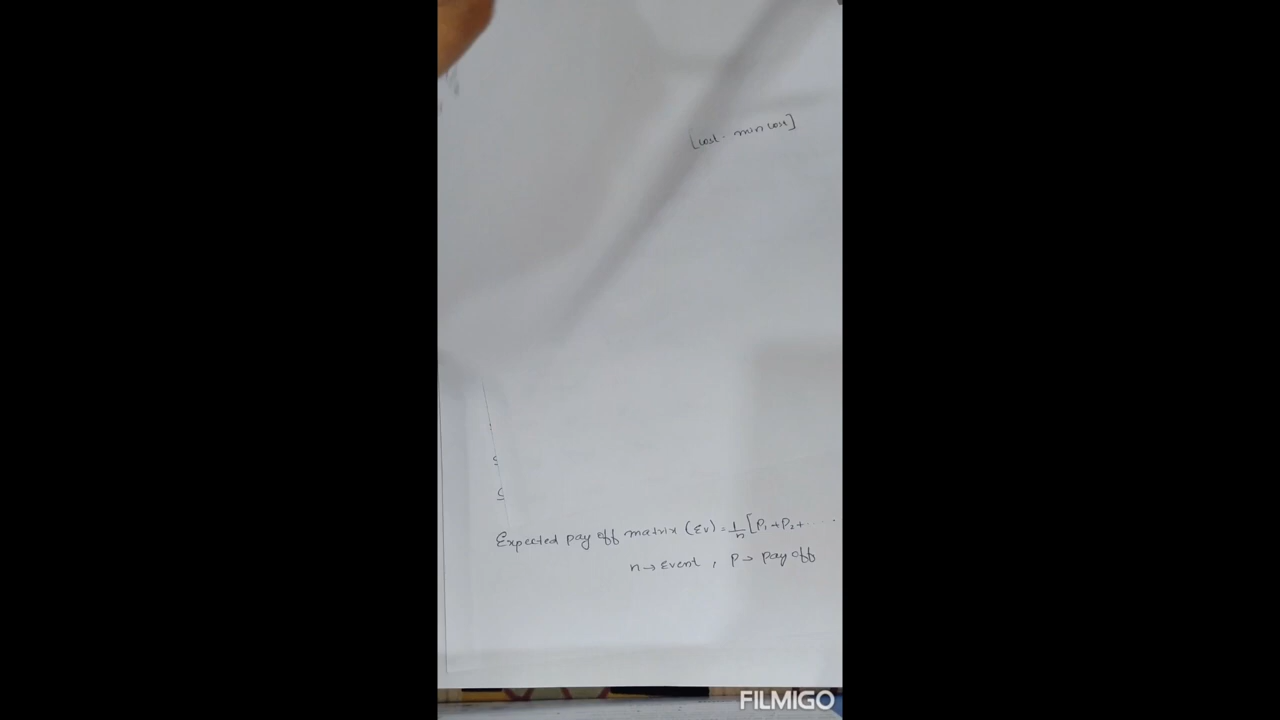 [cost - min cost]
S
S
Expected pay off matrix (EV) = 1/n [P1 + P2 + ......
n → Event , P → pay off
FILMIGO